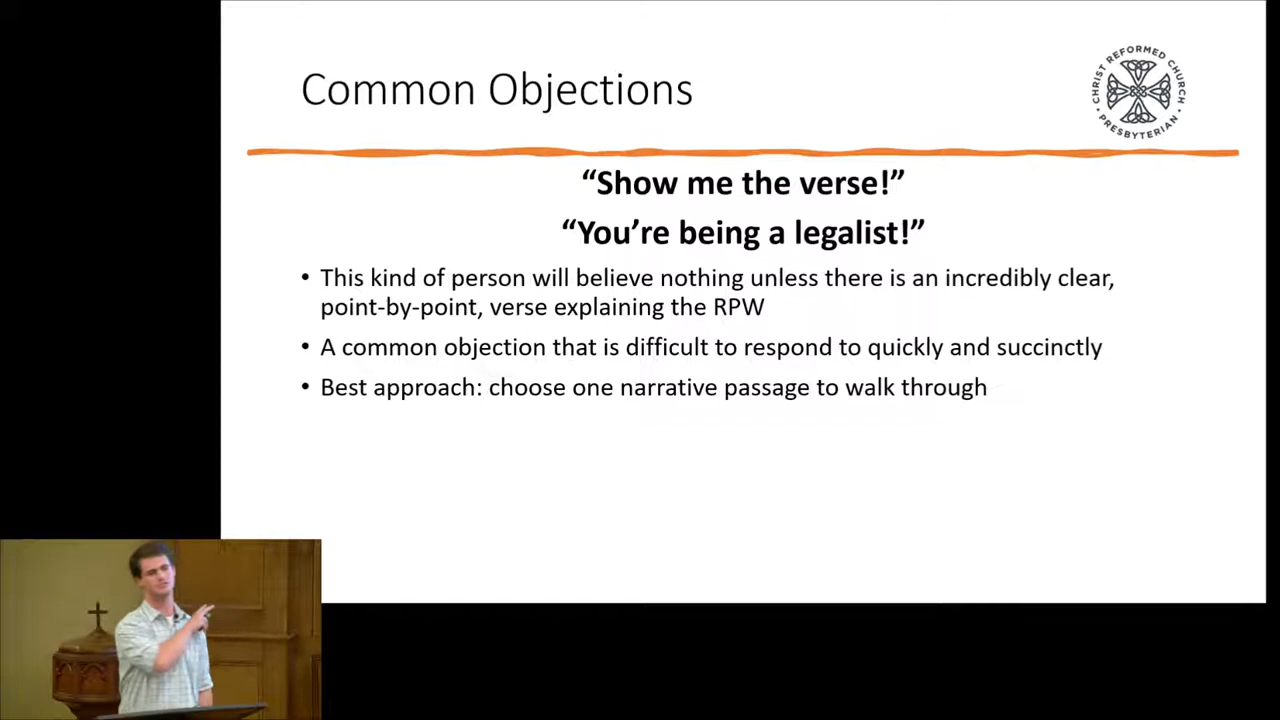 Common Objections
CHRIST REFORMED CHURCH
• PRESBYTERIAN •
“Show me the verse!”
“You’re being a legalist!”
• This kind of person will believe nothing unless there is an incredibly clear,
point-by-point, verse explaining the RPW
• A common objection that is difficult to respond to quickly and succinctly
• Best approach: choose one narrative passage to walk through